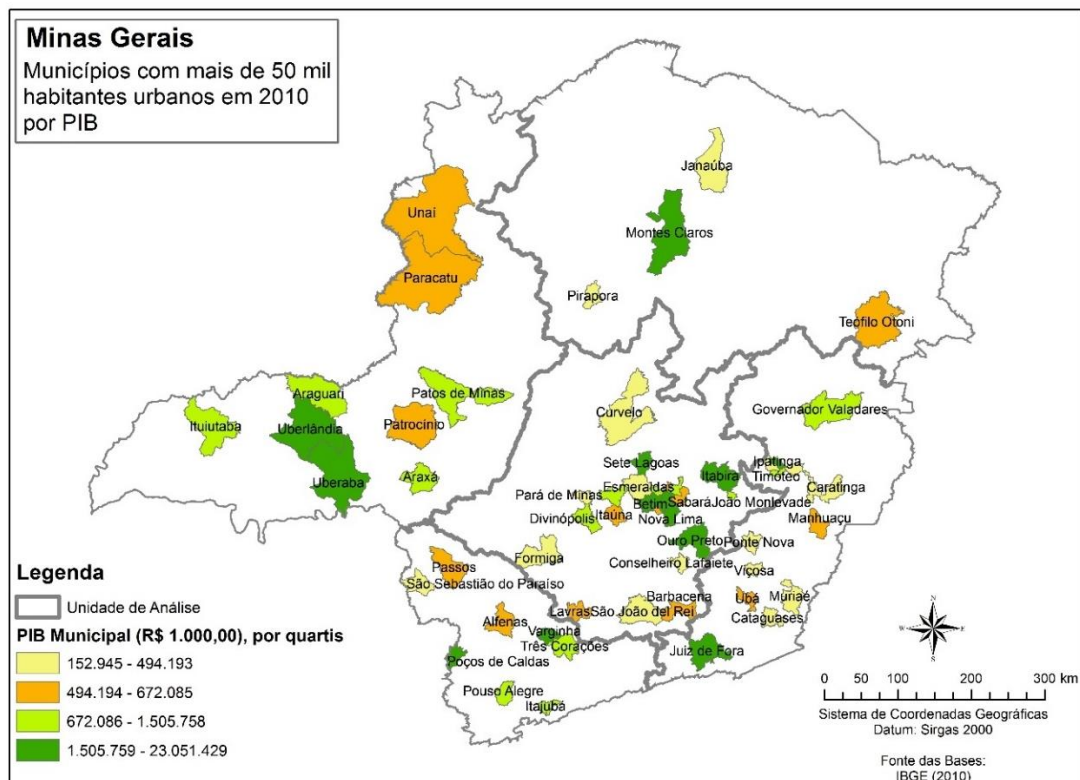 Minas Gerais
Municípios com mais de 50 mil
habitantes urbanos em 2010
por PIB
Janaúba
Unaí
Montes Claros
Paracatu
Pirapora
Teófilo Otoni
Araguari
Patos de Minas
Ituiutaba
Uberlândia
Patrocínio
Curvelo
Governador Valadares
Uberaba
Araxá
Sete Lagoas
Ipatinga
Itabira
Timóteo
Esmeraldas
Caratinga
Pará de Minas
Betim
Sabará
João Monlevade
Itaúna
Divinópolis
Nova Lima
Manhuaçu
Ouro Preto
Ponte Nova
Formiga
Conselheiro Lafaiete
Viçosa
Passos
São Sebastião do Paraíso
Barbacena
Ubá
Muriaé
Lavras
São João del Rei
Cataguases
Alfenas
Varginha
Três Corações
Juiz de Fora
Poços de Caldas
Pouso Alegre
Itajubá
Legenda
Unidade de Análise
PIB Municipal (R$ 1.000,00), por quartis
152.945 - 494.193
494.194 - 672.085
672.086 - 1.505.758
1.505.759 - 23.051.429
N
W
E
S
0 50 100 200 300 km
Sistema de Coordenadas Geográficas
Datum: Sirgas 2000
Fonte das Bases:
IBGE (2010)